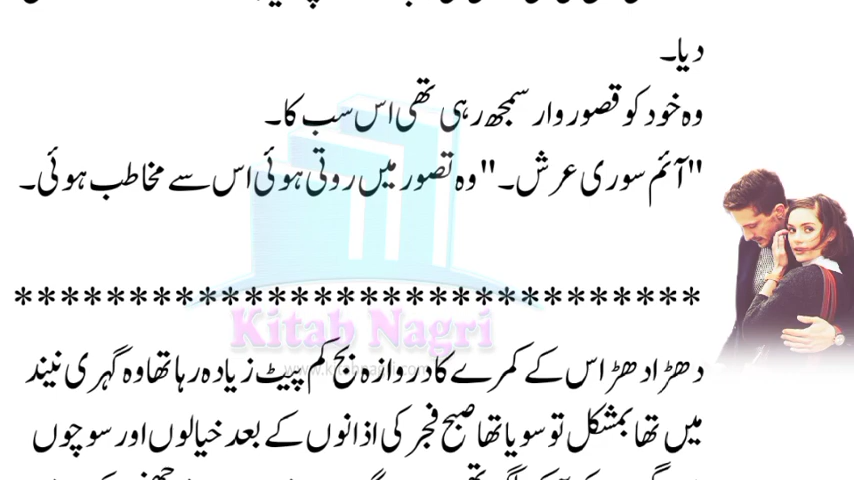 دیا۔
وہ خود کو قصوروار سمجھ رہی تھی اس سب کا۔
"آئم سوری عرش۔" وہ تصور میں روتی ہوئی اس سے مخاطب ہوئی۔
******************************
Kitab Nagri
دھڑا دھڑ اس کے کمرے کا دروازہ بج کم پیٹ زیادہ رہا تھا وہ گہری نیند
میں تھا بمشکل تو سویا تھا صبح فجر کی اذانوں کے بعد خیالوں اور سوچوں